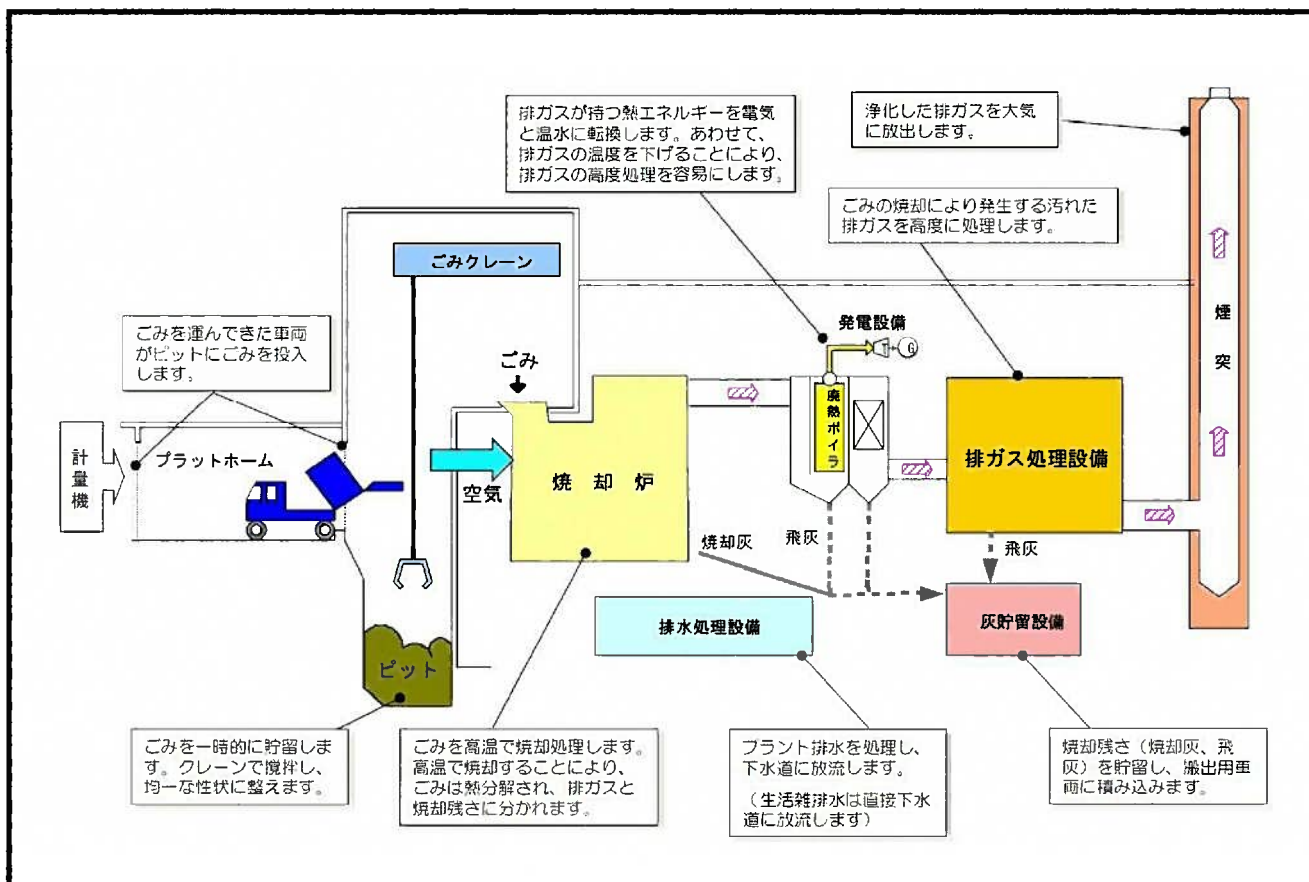 排ガスが持つ熱エネルギーを電気
と温水に転換します。あわせて、
排ガスの温度を下げることにより、
排ガスの高度処理を容易にします。
浄化した排ガスを大気
に放出します。
ごみの焼却により発生する汚れた
排ガスを高度に処理します。
ごみクレーン
ごみを運んできた車両
がピットにごみを投入
します。
発電設備
T
G
煙突
ごみ
廃熱ボイラ
計量機
プラットホーム
空気
焼却炉
排ガス処理設備
焼却灰
飛灰
飛灰
排水処理設備
灰貯留設備
ピット
ごみを一時的に貯留しま
す。クレーンで攪拌し、
均一な性状に整えます。
ごみを高温で焼却処理します。
高温で焼却することにより、
ごみは熱分解され、排ガスと
焼却残さに分かれます。
プラント排水を処理し、
下水道に放流します。
（生活雑排水は直接下水
道に放流します）
焼却残さ（焼却灰、飛
灰）を貯留し、搬出用車
両に積み込みます。